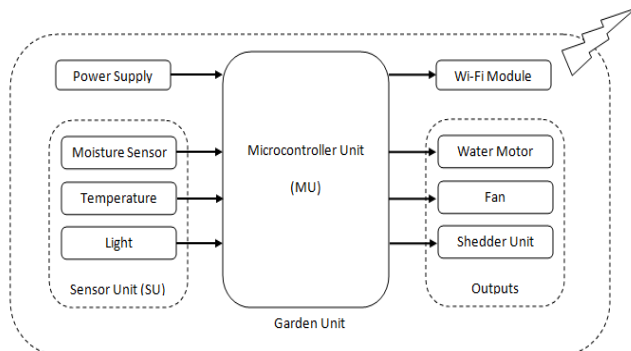 Power Supply
Wi-Fi Module
Moisture Sensor
Temperature
Light
Sensor Unit (SU)
Microcontroller Unit
(MU)
Water Motor
Fan
Shedder Unit
Outputs
Garden Unit